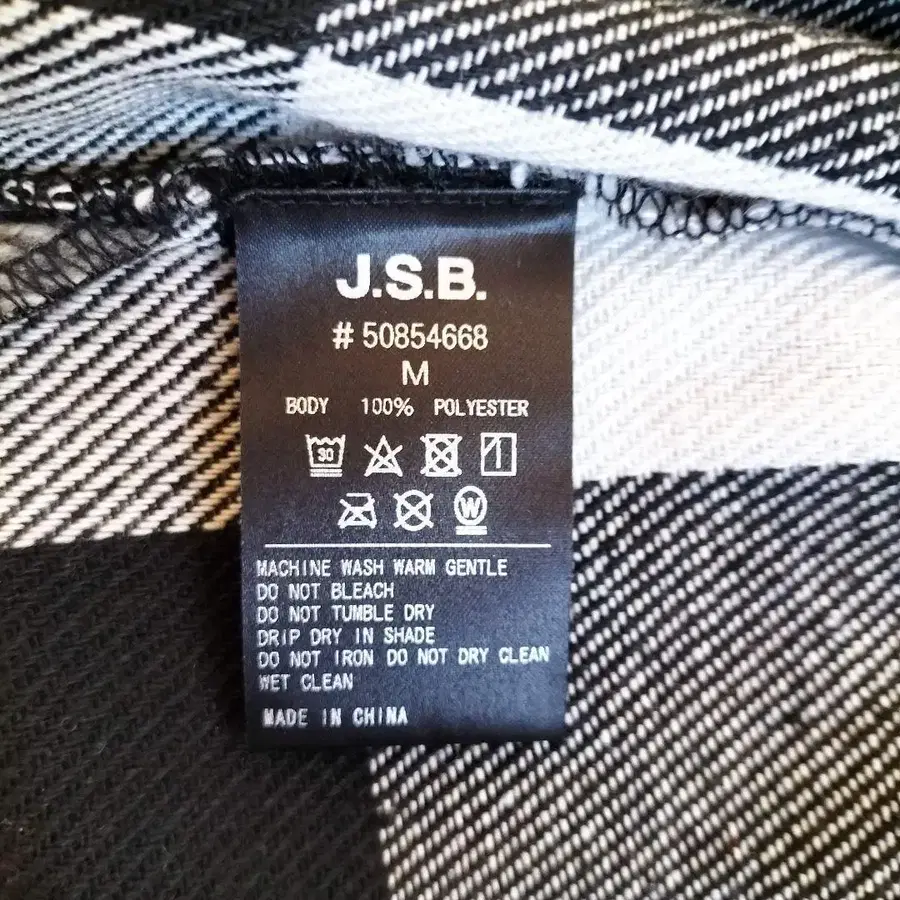 J.S.B.
# 50854668
M
BODY 100% POLYESTER
30
W
MACHINE WASH WARM GENTLE
DO NOT BLEACH
DO NOT TUMBLE DRY
DRIP DRY IN SHADE
DO NOT IRON DO NOT DRY CLEAN
WET CLEAN
MADE IN CHINA